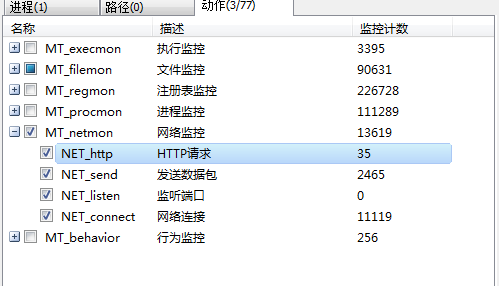 进程(1) 路径(0) 动作(3/77)
名称 描述 监控计数
MT_execmon 执行监控 3395
MT_filemon 文件监控 90631
MT_regmon 注册表监控 226728
MT_procmon 进程监控 111289
MT_netmon 网络监控 13619
NET_http HTTP请求 35
NET_send 发送数据包 2465
NET_listen 监听端口 0
NET_connect 网络连接 11119
MT_behavior 行为监控 256